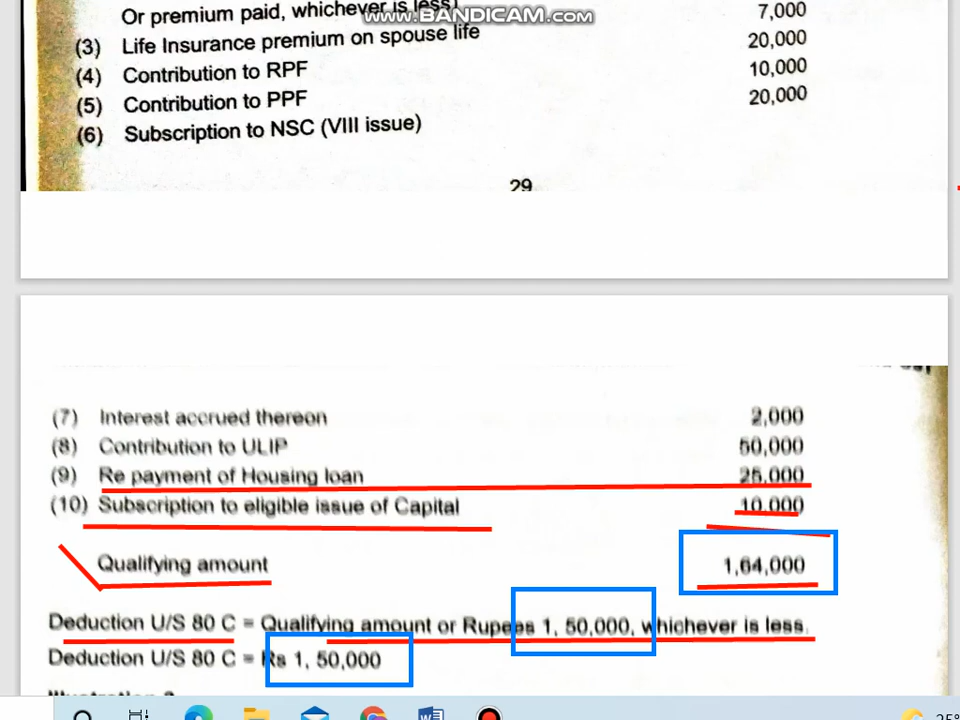 www.BANDICAM.com
Or premium paid, whichever is less)
(3) Life Insurance premium on spouse life 7,000
(4) Contribution to RPF 20,000
(5) Contribution to PPF 10,000
(6) Subscription to NSC (VIII issue) 20,000
29
(7) Interest accrued thereon 2,000
(8) Contribution to ULIP 50,000
(9) Re payment of Housing loan 25,000
(10) Subscription to eligible issue of Capital 10,000
Qualifying amount 1,64,000
Deduction U/S 80 C = Qualifying amount or Rupees 1, 50,000, whichever is less.
Deduction U/S 80 C = Rs 1, 50,000